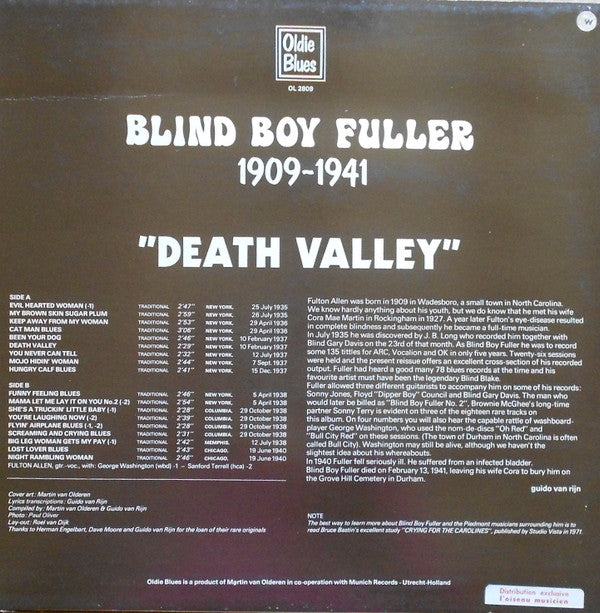 Oldie
Blues
OL 2809
BLIND BOY FULLER
1909-1941
"DEATH VALLEY"
SIDE A
EVIL HEARTED WOMAN (-1) TRADITIONAL 2'47" NEW YORK. 25 July 1935
MY BROWN SKIN SUGAR PLUM TRADITIONAL 2'59" NEW YORK. 26 July 1935
KEEP AWAY FROM MY WOMAN TRADITIONAL 2'53" NEW YORK. 29 April 1936
CAT MAN BLUES TRADITIONAL 3'06" NEW YORK. 29 April 1936
BEEN YOUR DOG TRADITIONAL 2'46" NEW YORK. 10 February 1937
DEATH VALLEY TRADITIONAL 2'39" NEW YORK. 10 February 1937
YOU NEVER CAN TELL TRADITIONAL 2'32" NEW YORK. 12 July 1937
MOJO HIDIN' WOMAN TRADITIONAL 2'44" NEW YORK. 7 Sept. 1937
HUNGRY CALF BLUES TRADITIONAL 2'41" NEW YORK. 15 Dec. 1937
SIDE B
FUNNY FEELING BLUES TRADITIONAL 2'46" NEW YORK. 5 April 1938
MAMA LET ME LAY IT ON YOU No.2 (-2) TRADITIONAL 2'54" NEW YORK. 5 April 1938
SHE'S A TRUCKIN' LITTLE BABY (-1) TRADITIONAL 2'28" COLUMBIA. 29 October 1938
YOU'RE LAUGHING NOW (-2) TRADITIONAL 2'39" COLUMBIA. 29 October 1938
FLYIN' AIRPLANE BLUES (-1, -2) TRADITIONAL 2'28" COLUMBIA. 29 October 1938
SCREAMING AND CRYING BLUES TRADITIONAL 2'31" COLUMBIA. 29 October 1938
BIG LEG WOMAN GETS MY PAY (-1) TRADITIONAL 2'42" MEMPHIS. 12 July 1939
LOST LOVER BLUES TRADITIONAL 2'43" CHICAGO. 19 June 1940
NIGHT RAMBLING WOMAN TRADITIONAL CHICAGO. 19 June 1940
FULTON ALLEN, gtr.-voc., with: George Washington (wbd) -1 – Sanford Terrell (hca) -2
Cover art: Martin van Olderen
Lyrics transcriptions: Guido van Rijn
Compiled by: Martin van Olderen & Guido van Rijn
Photo: Paul Oliver
Lay-out: Roel van Dijk
Thanks to Herman Engelbart, Dave Moore and Guido van Rijn for the loan of their rare originals
Fulton Allen was born in 1909 in Wadesboro, a small town in North Carolina.
We know hardly anything about his youth, but we do know that he met his wife
Cora Mae Martin in Rockingham in 1927. A year later Fulton's eye-disease resulted
in complete blindness and subsequently he became a full-time musician.
In July 1935 he was discovered by J. B. Long who recorded him together with
Blind Gary Davis on the 23rd of that month. As Blind Boy Fuller he was to record
some 135 titles for ARC, Vocalion and OK in only five years. Twenty-six sessions
were held and the present reissue offers an excellent cross-section of his recorded
output. Fuller had heard a good many 78 blues records at the time and his
favourite artist must have been the legendary Blind Blake.
Fuller allowed three different guitarists to accompany him on some of his records:
Sonny Jones, Floyd "Dipper Boy" Council and Blind Gary Davis. The man who
would later be billed as "Blind Boy Fuller No. 2", Brownie McGhee's long-time
partner Sonny Terry is evident on three of the eighteen rare tracks on
this album. On four numbers you will also hear the capable rattle of washboard-
player George Washington, who used the nom-de-discs "Oh Red" and
"Bull City Red" on these sessions. (The town of Durham in North Carolina is often
called Bull City). Washington may still be alive, although we haven't the
slightest idea about his whereabouts.
In 1940 Fuller fell seriously ill. He suffered from an infected bladder.
Blind Boy Fuller died on February 13, 1941, leaving his wife Cora to bury him on
the Grove Hill Cemetery in Durham.
guido van rijn
NOTE
The best way to learn more about Blind Boy Fuller and the Piedmont musicians surrounding him is to
read Bruce Bastin's excellent study "CRYING FOR THE CAROLINES", published by Studio Vista in 1971.
Oldie Blues is a product of Martin van Olderen in co-operation with Munich Records - Utrecht-Holland
Distribution exclusive
l'oiseau musicien